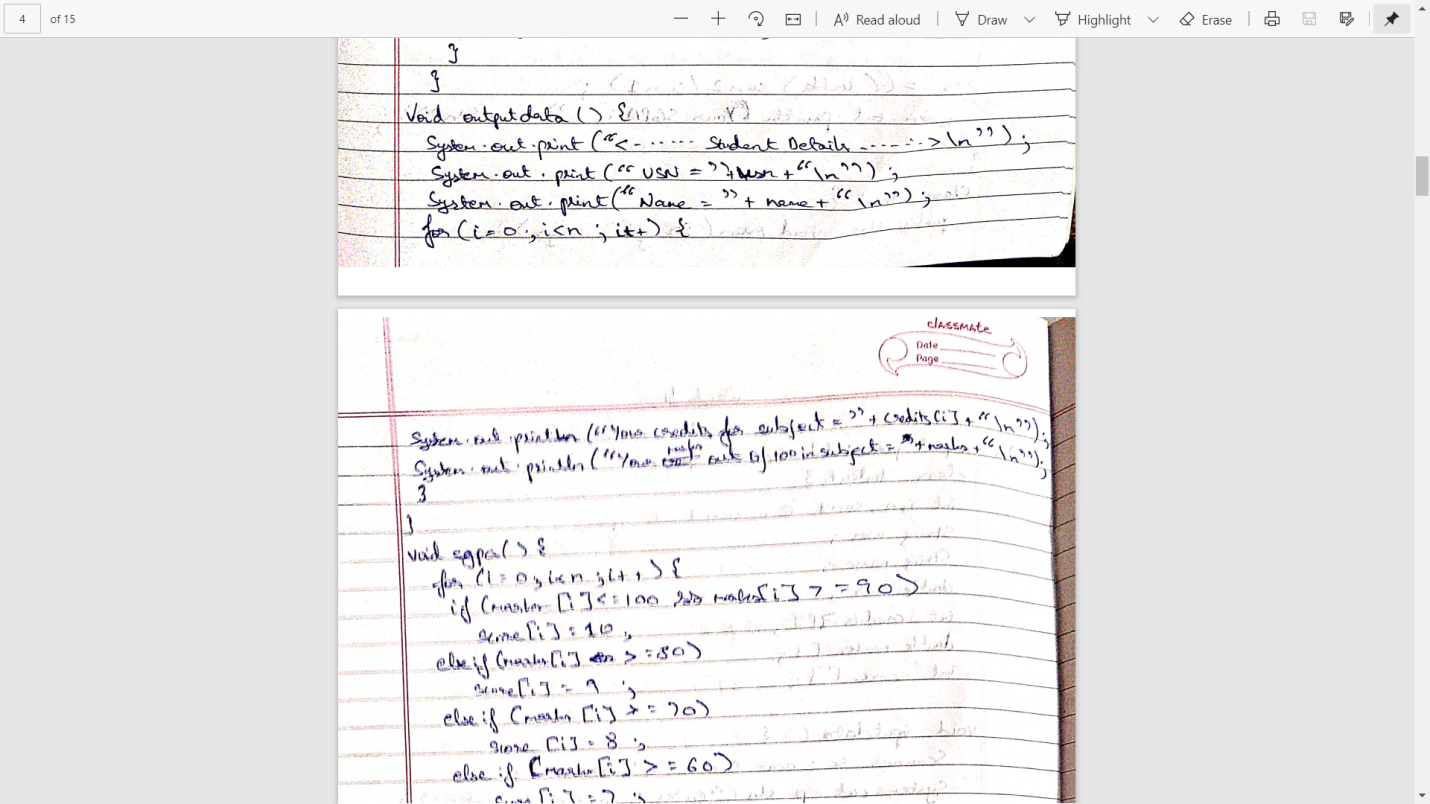 4 of 15 Read aloud Draw Highlight Erase
}
}
Void outputdata () {
System.out.print ("<- ..... Student Details ------> \n");
System.out.print ("USN = "+usn+"\n");
System.out.print ("Name = " + name + "\n");
for (i=0; i<n; i++) {
classmate
Date
Page
System.out.println ("Your credits for subject = " + credits[i] + "\n");
System.out.println ("Your marks out of 100 in subject = " + marks + "\n");
}
}
void sgpa() {
for (i=0; i<n; i++) {
if (marks [i]<=100 && marks[i] >=90)
score[i]=10;
else if (marks[i] >=80)
score[i]=9;
else if (marks [i] >=70)
score [i]=8;
else if (marks[i] >=60)
score [i] =7;